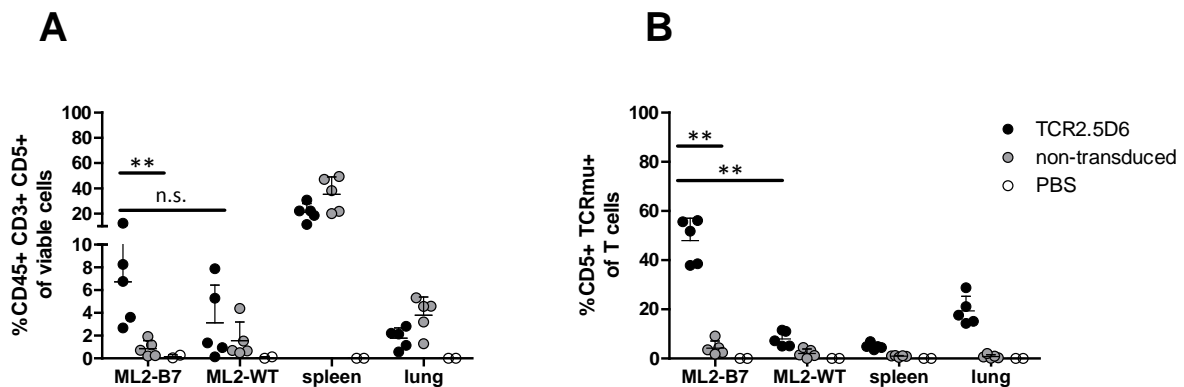 A
%CD45+ CD3+ CD5+
of viable cells
100
80
60
40
20
10
8
6
4
2
0
**
n.s.
ML2-B7 ML2-WT spleen lung
B
%CD5+ TCRmu+
of T cells
100
80
60
40
20
0
**
**
ML2-B7 ML2-WT spleen lung
TCR2.5D6
non-transduced
PBS